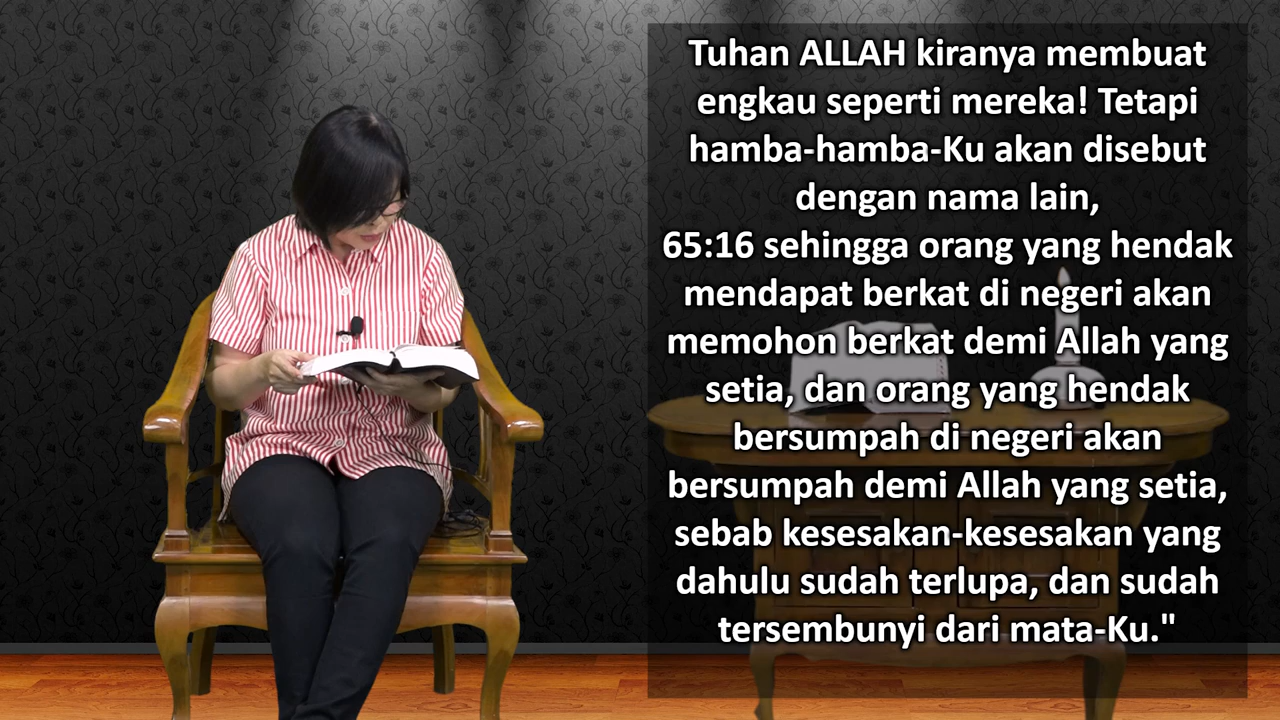 Tuhan ALLAH kiranya membuat
engkau seperti mereka! Tetapi
hamba-hamba-Ku akan disebut
dengan nama lain,
65:16 sehingga orang yang hendak
mendapat berkat di negeri akan
memohon berkat demi Allah yang
setia, dan orang yang hendak
bersumpah di negeri akan
bersumpah demi Allah yang setia,
sebab kesesakan-kesesakan yang
dahulu sudah terlupa, dan sudah
tersembunyi dari mata-Ku."